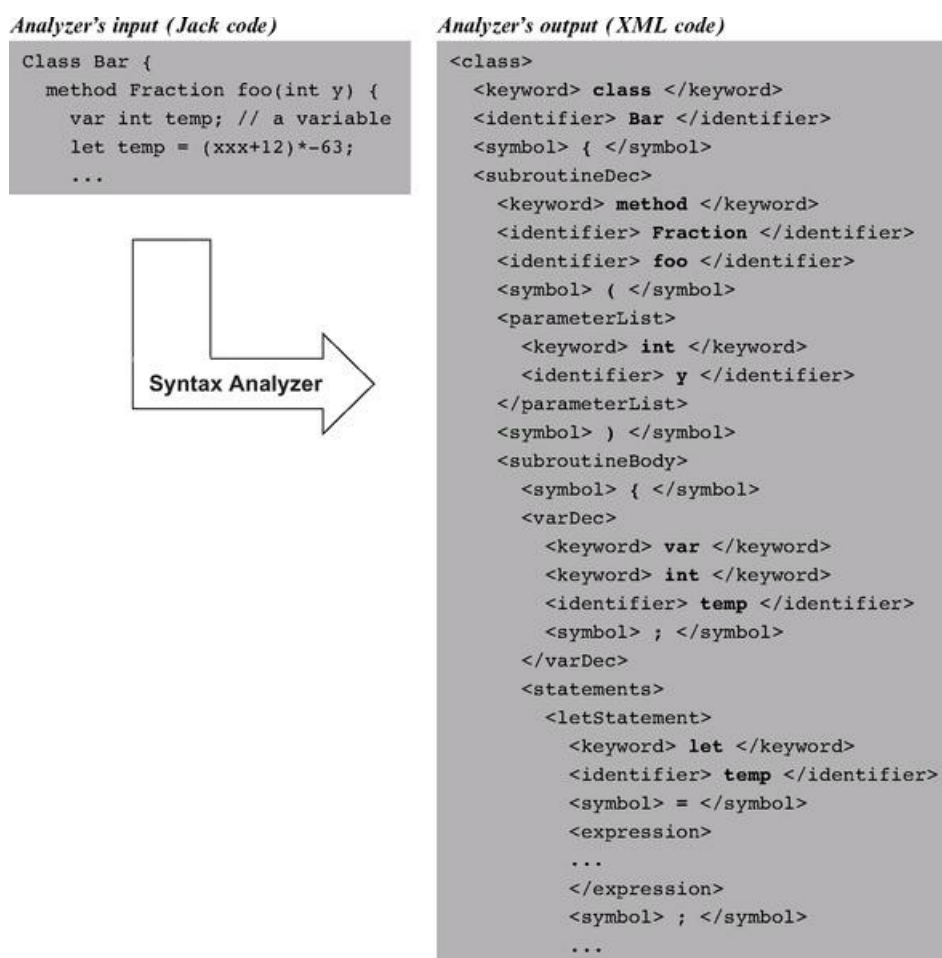 Analyzer's input (Jack code)
Class Bar {
  method Fraction foo(int y) {
    var int temp; // a variable
    let temp = (xxx+12)*-63;
    ...
Syntax Analyzer
Analyzer's output (XML code)
<class>
  <keyword> class </keyword>
  <identifier> Bar </identifier>
  <symbol> { </symbol>
  <subroutineDec>
    <keyword> method </keyword>
    <identifier> Fraction </identifier>
    <identifier> foo </identifier>
    <symbol> ( </symbol>
    <parameterList>
      <keyword> int </keyword>
      <identifier> y </identifier>
    </parameterList>
    <symbol> ) </symbol>
    <subroutineBody>
      <symbol> { </symbol>
      <varDec>
        <keyword> var </keyword>
        <keyword> int </keyword>
        <identifier> temp </identifier>
        <symbol> ; </symbol>
      </varDec>
      <statements>
        <letStatement>
          <keyword> let </keyword>
          <identifier> temp </identifier>
          <symbol> = </symbol>
          <expression>
          ...
          </expression>
          <symbol> ; </symbol>
          ...